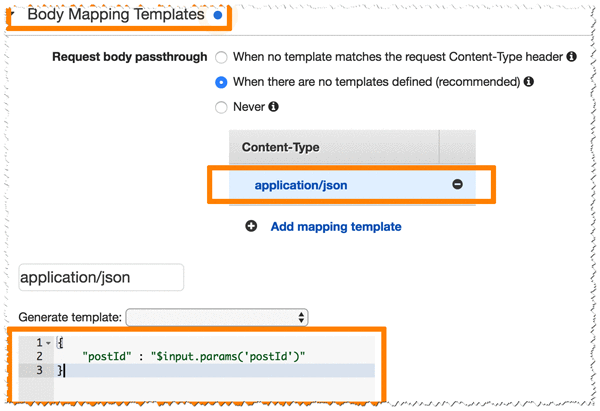 Body Mapping Templates
Request body passthrough
When no template matches the request Content-Type header
When there are no templates defined (recommended)
Never
Content-Type
application/json
Add mapping template
application/json
Generate template:
1 {
2 "postId" : "$input.params('postId')"
3 }